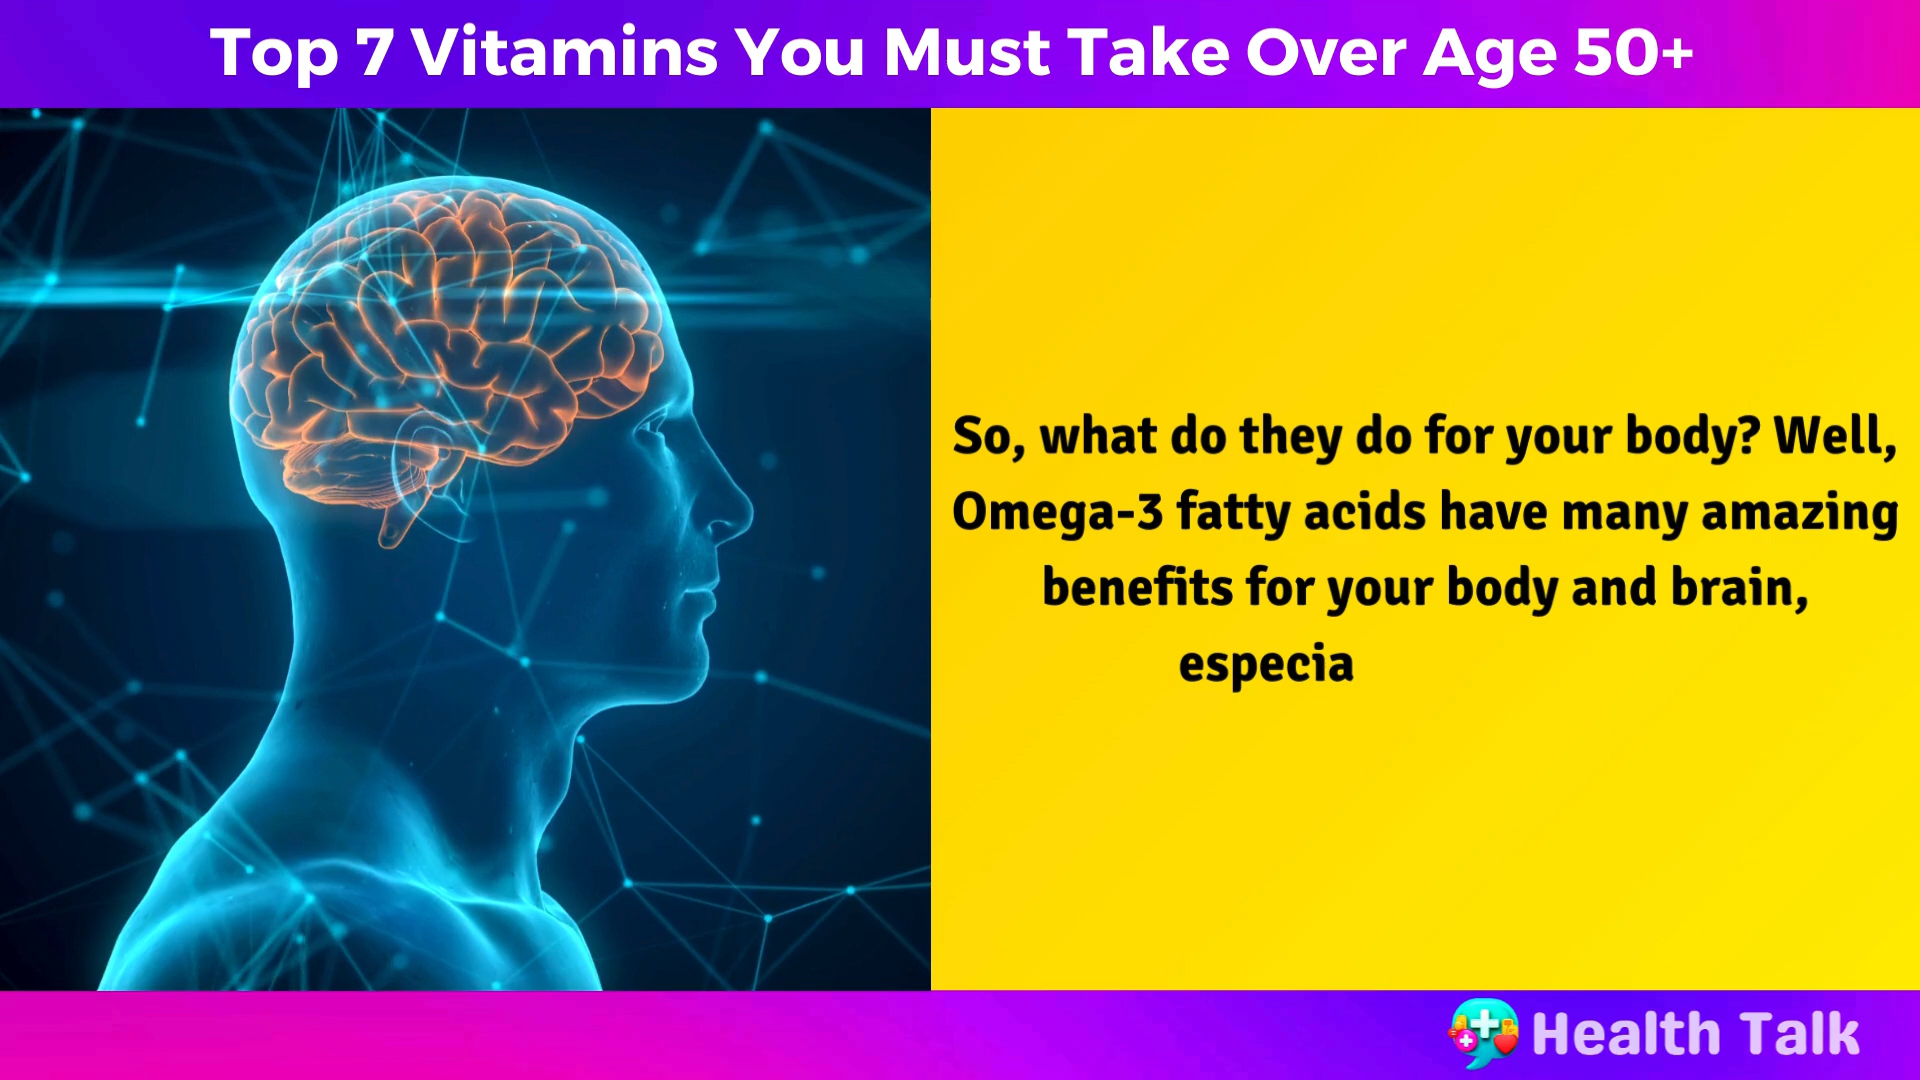 Top 7 Vitamins You Must Take Over Age 50+
So, what do they do for your body? Well,
Omega-3 fatty acids have many amazing
benefits for your body and brain,
especia
Health Talk